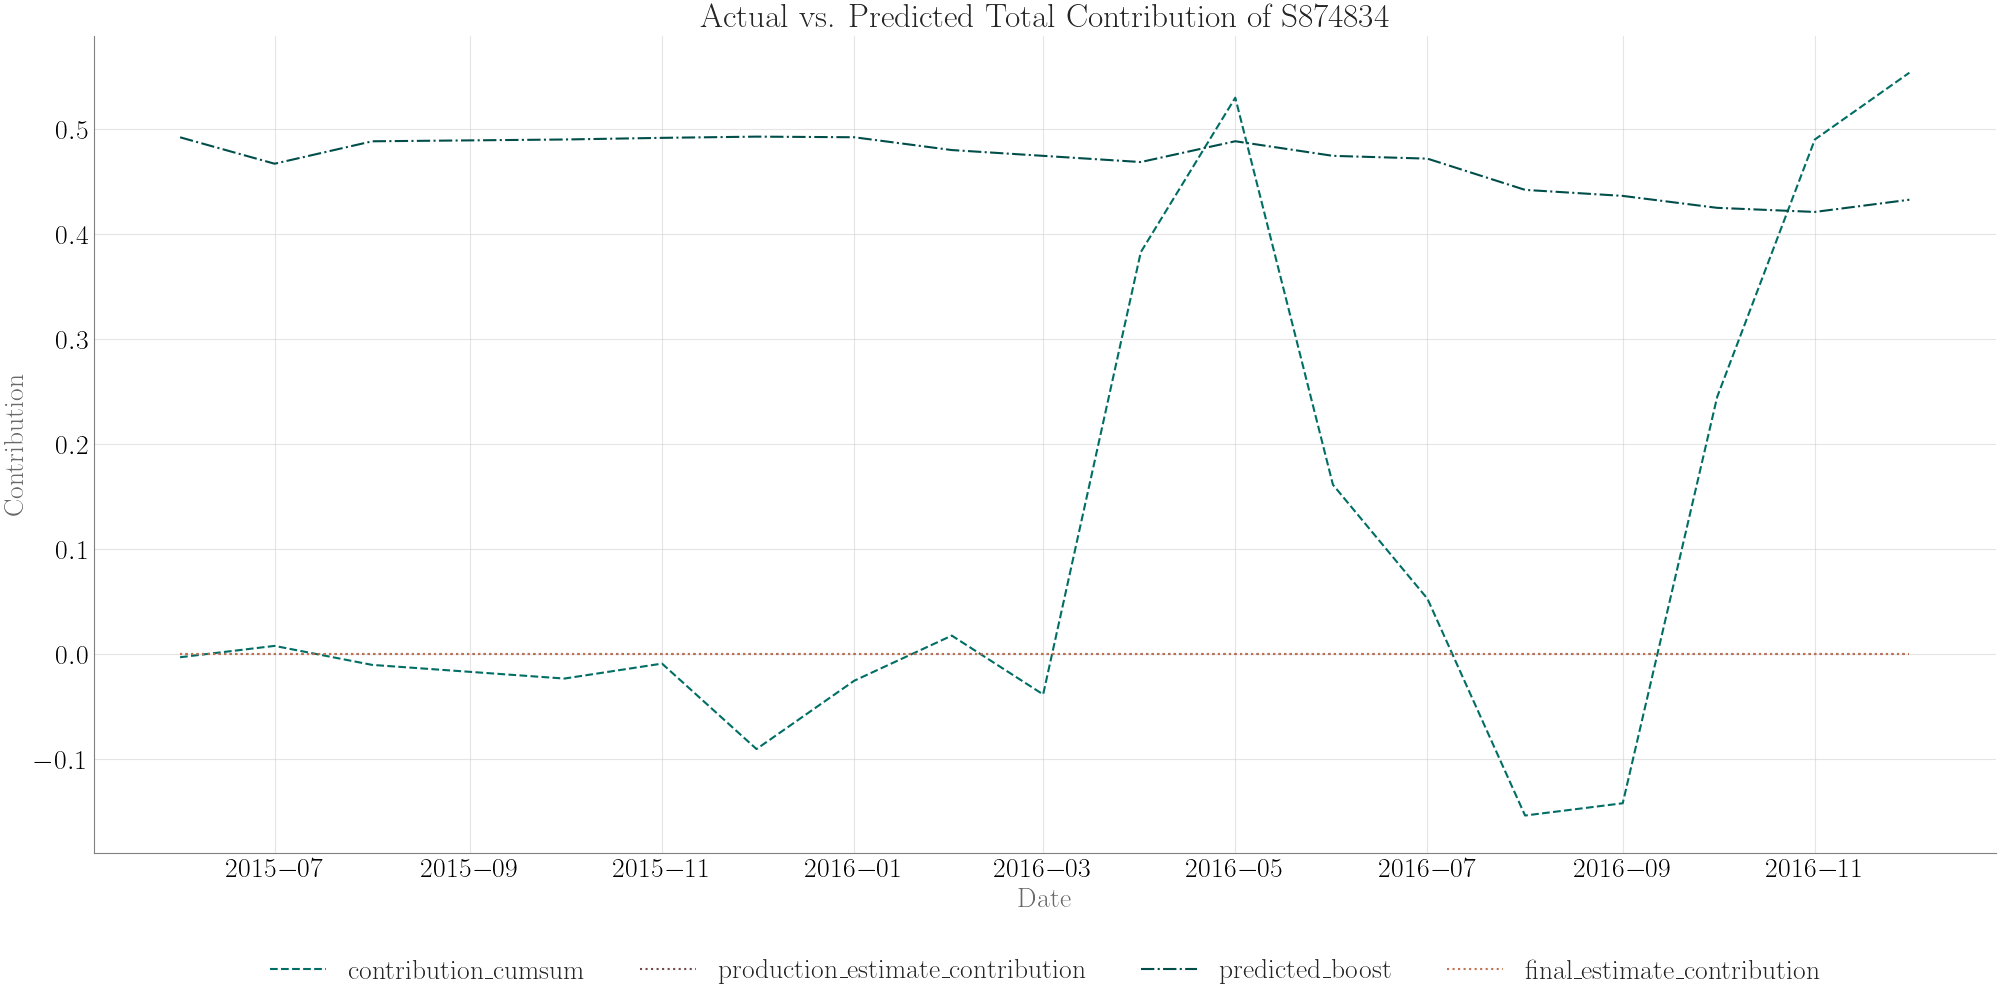 Actual vs. Predicted Total Contribution of S874834
Contribution
0.5
0.4
0.3
0.2
0.1
0.0
−0.1
2015−07 2015−09 2015−11 2016−01 2016−03 2016−05 2016−07 2016−09 2016−11
Date
contribution_cumsum production_estimate_contribution predicted_boost final_estimate_contribution